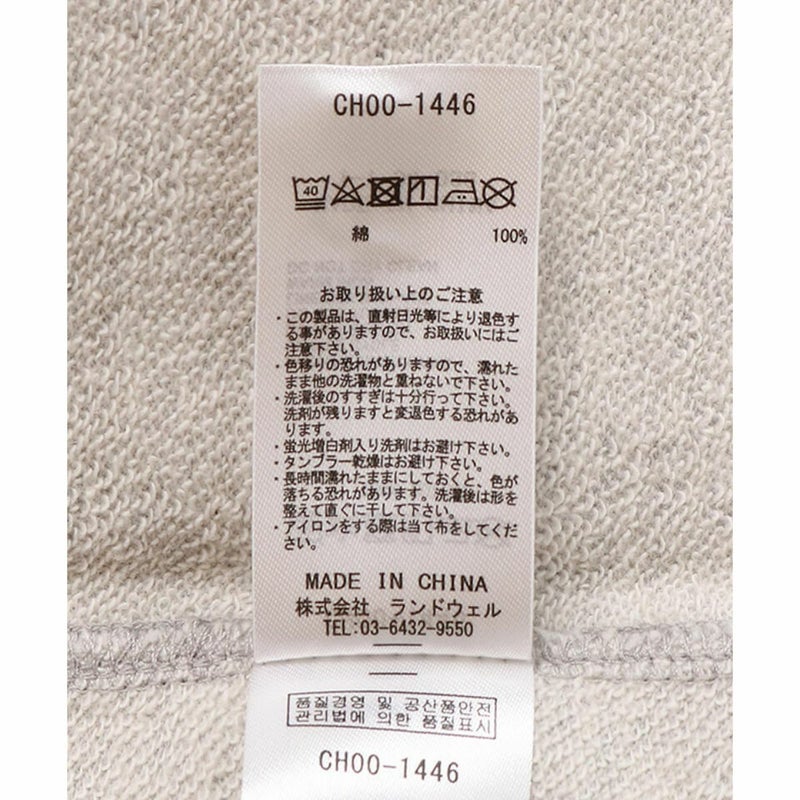 CH00-1446
40
綿 100%
お取り扱い上のご注意
・この製品は、直射日光等により退色す
る事がありますので、お取扱いにはご
注意下さい。
・色移りの恐れがありますので、濡れた
まま他の洗濯物と重ねないで下さい。
・洗濯後のすすぎは十分行って下さい。
洗剤が残りますと変退色する恐れがあ
ります。
・蛍光増白剤入り洗剤はお避け下さい。
・タンブラー乾燥はお避け下さい。
・長時間濡れたままにしておくと、色が
落ちる恐れがあります。洗濯後は形を
整えて直ぐに干して下さい。
・アイロンをする際は当て布をしてくだ
さい。
MADE IN CHINA
株式会社 ランドウェル
TEL:03-6432-9550
품질경영 및 공산품안전
관리법에 의한 품질표시
CH00-1446